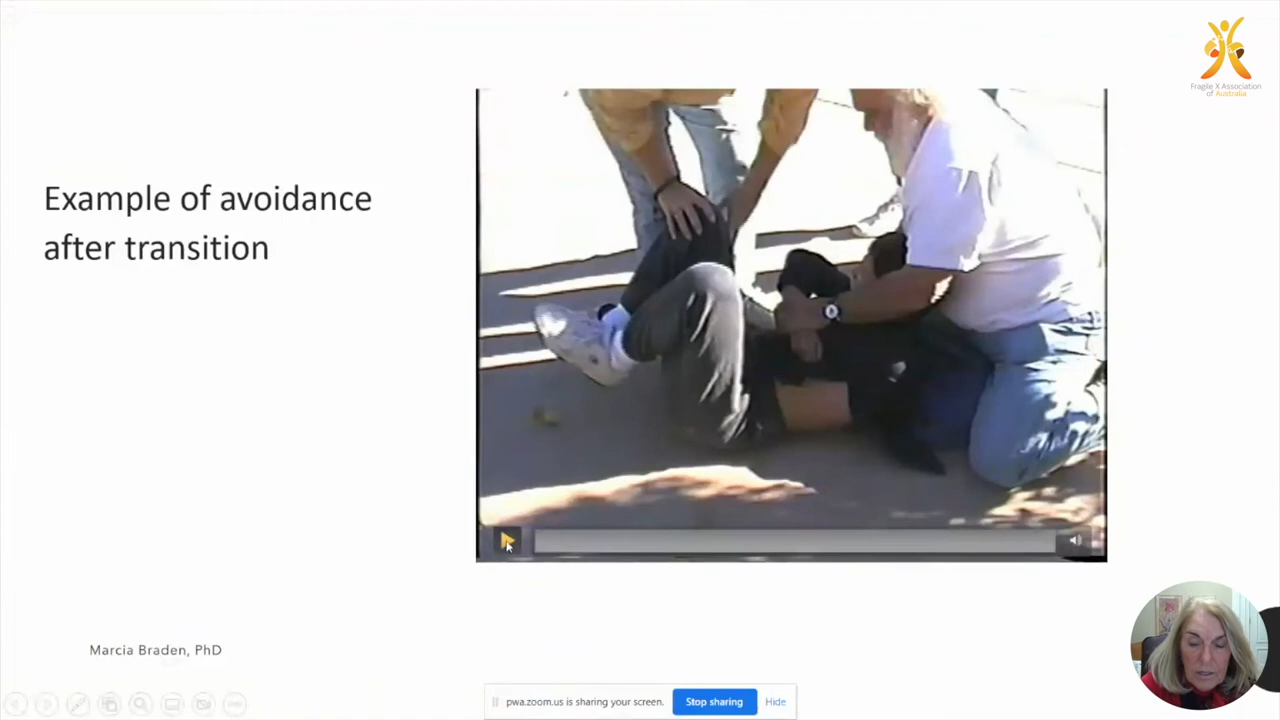 Fragile X Association
of Australia
Example of avoidance
after transition
Marcia Braden, PhD
pwa.zoom.us is sharing your screen.
Stop sharing
Hide